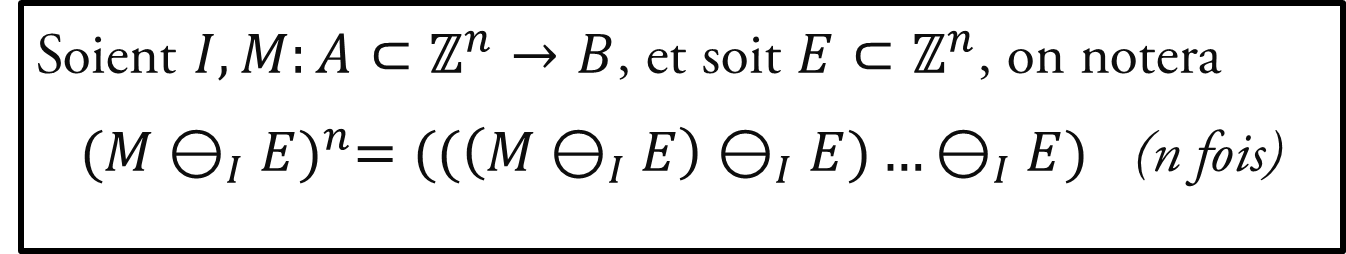 Soient I, M: A ⊂ ℤⁿ → B, et soit E ⊂ ℤⁿ, on notera
(M ⊖_I E)ⁿ= (((M ⊖_I E) ⊖_I E) … ⊖_I E) (n fois)